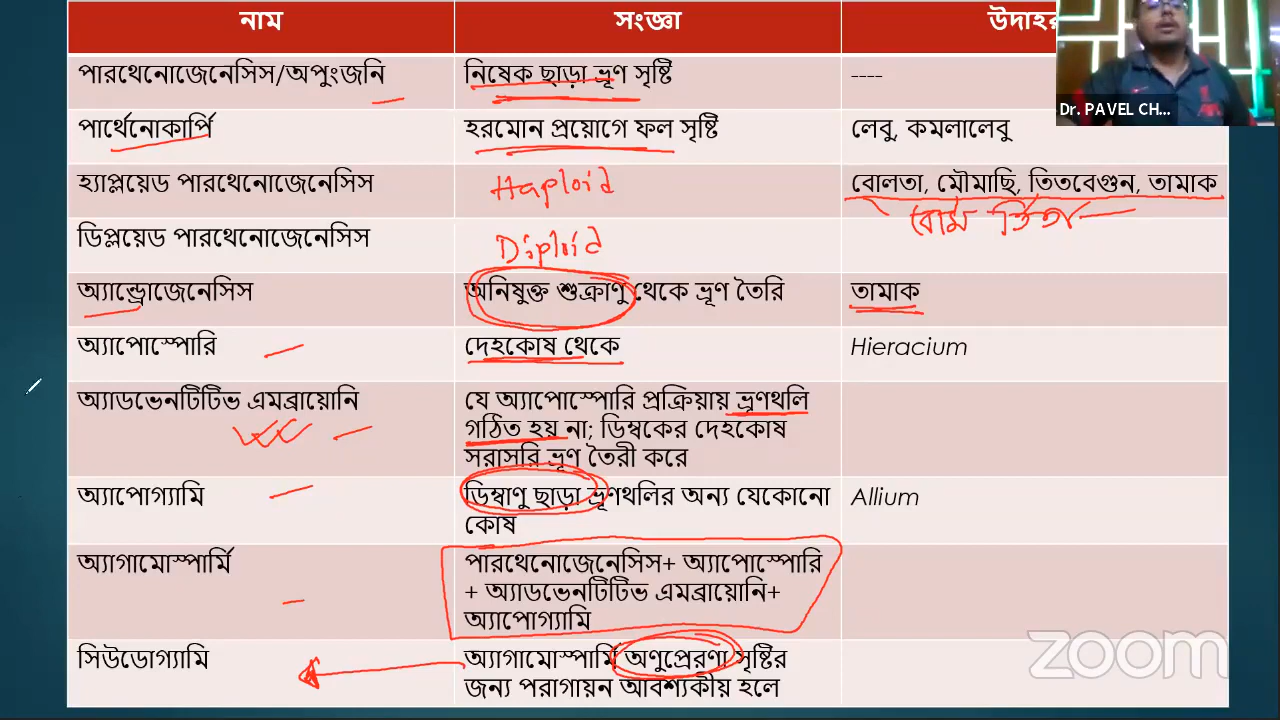 নাম সংজ্ঞা উদাহর
Dr. PAVEL CH...
পারথেনোজেনেসিস/অপুংজনি নিষেক ছাড়া ভ্রূণ সৃষ্টি ----
পার্থেনোকার্পি হরমোন প্রয়োগে ফল সৃষ্টি লেবু, কমলালেবু
হ্যাপ্লয়েড পারথেনোজেনেসিস Haploid বোলতা, মৌমাছি, তিতবেগুন, তামাক
বোম তিতা
ডিপ্লয়েড পারথেনোজেনেসিস Diploid
অ্যান্ড্রোজেনেসিস অনিষুক্ত শুক্রাণু থেকে ভ্রূণ তৈরি তামাক
অ্যাপোস্পোরি দেহকোষ থেকে Hieracium
অ্যাডভেনটিটিভ এমব্রায়োনি যে অ্যাপোস্পোরি প্রক্রিয়ায় ভ্রূণথলি
গঠিত হয় না; ডিম্বকের দেহকোষ
সরাসরি ভ্রূণ তৈরী করে
অ্যাপোগ্যামি ডিম্বাণু ছাড়া ভ্রূণথলির অন্য যেকোনো Allium
কোষ
অ্যাগামোস্পার্মি পারথেনোজেনেসিস+ অ্যাপোস্পোরি
+ অ্যাডভেনটিটিভ এমব্রায়োনি+
অ্যাপোগ্যামি
সিউডোগ্যামি অ্যাগামোস্পার্মি অণুপ্রেরণা সৃষ্টির
জন্য পরাগায়ন আবশ্যকীয় হলে
zoom